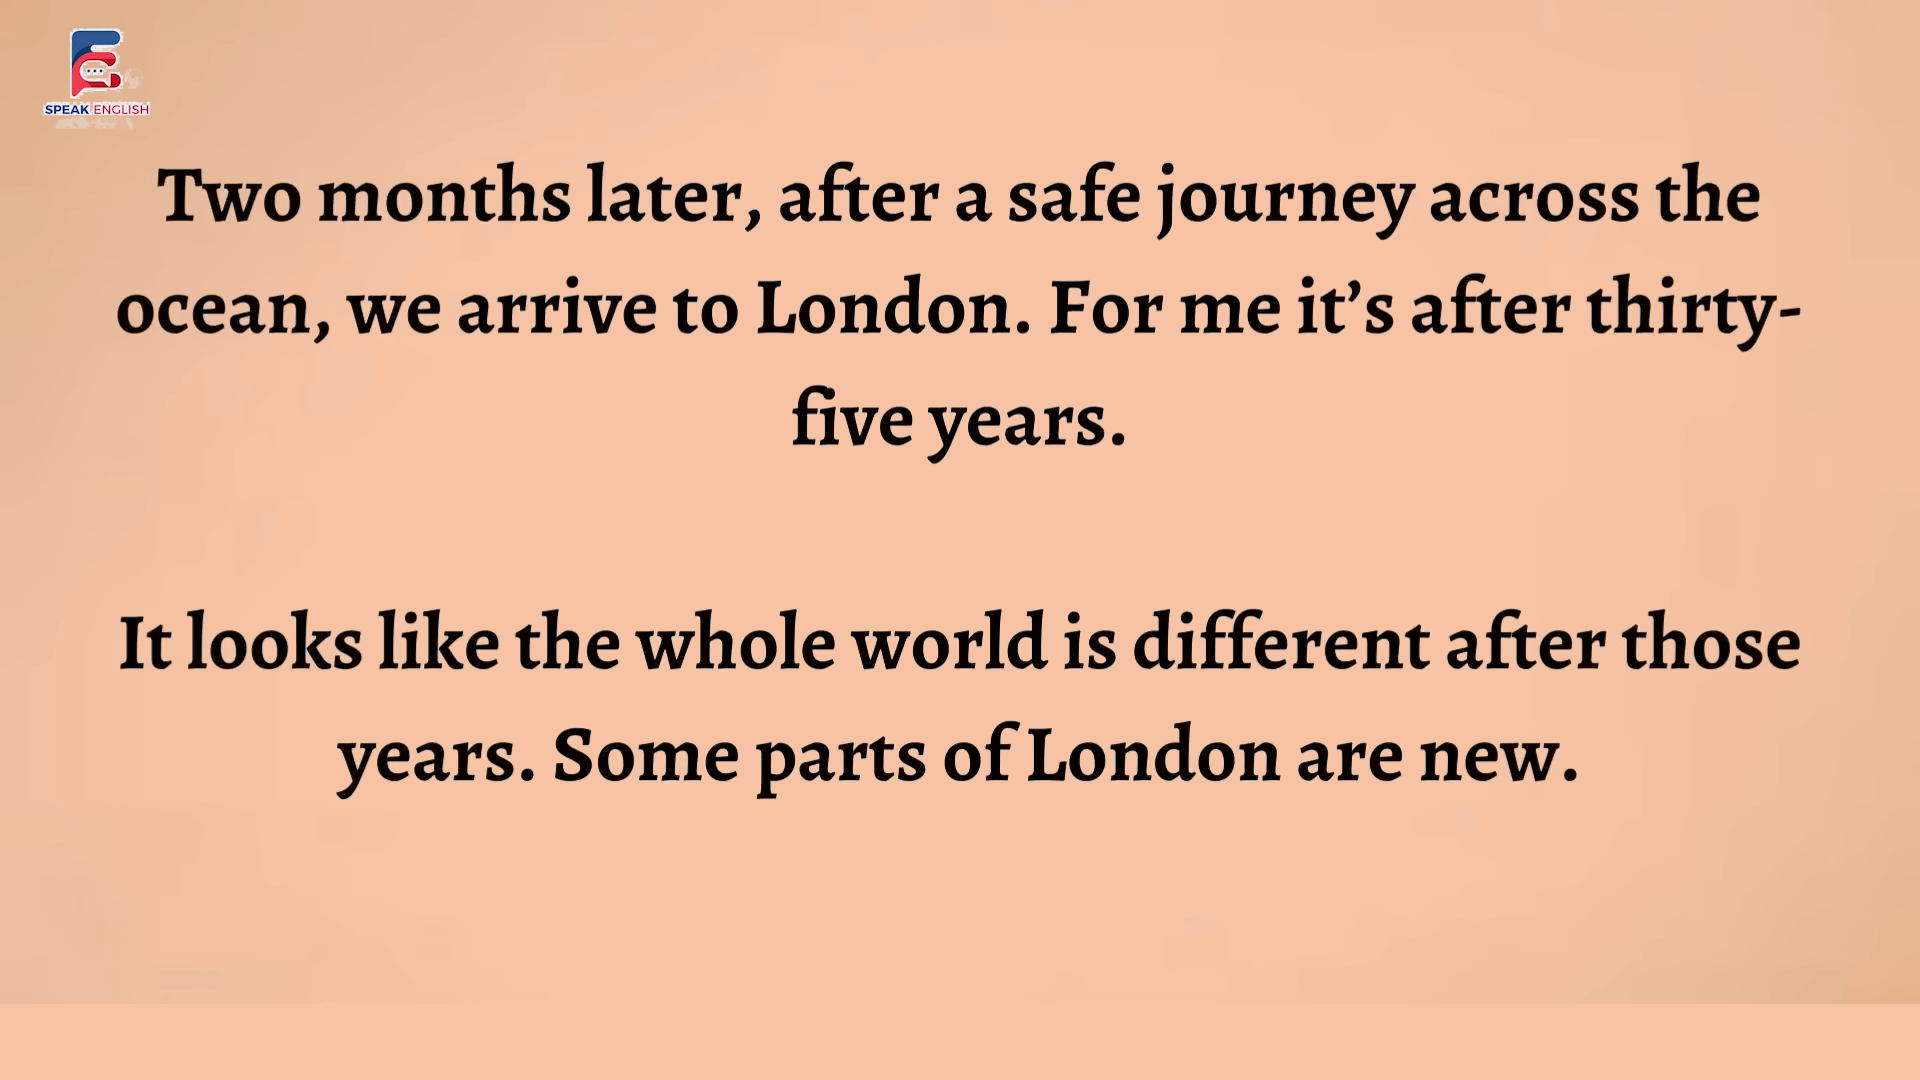 SPEAK ENGLISH
Two months later, after a safe journey across the
ocean, we arrive to London. For me it’s after thirty-
five years.
It looks like the whole world is different after those
years. Some parts of London are new.